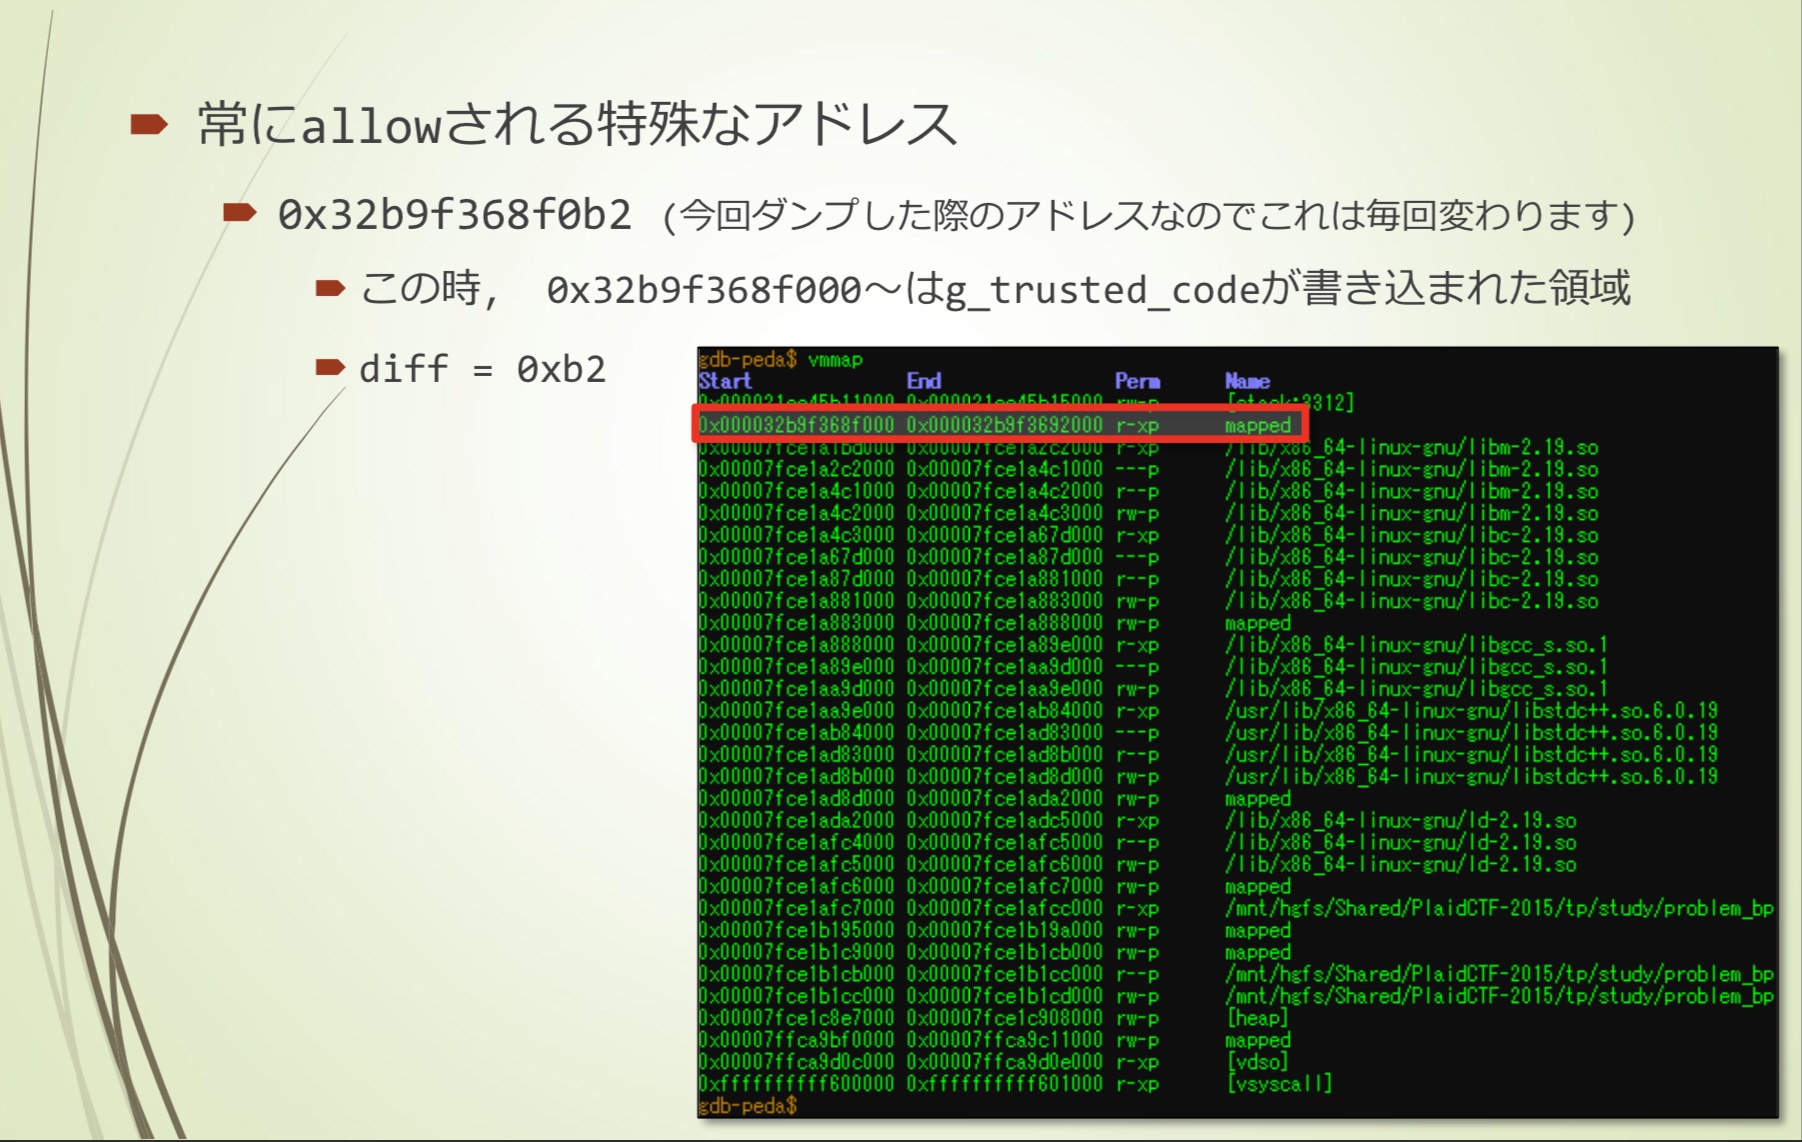 常にallowされる特殊なアドレス
0x32b9f368f0b2 (今回ダンプした際のアドレスなのでこれは毎回変わります)
この時, 0x32b9f368f000～はg_trusted_codeが書き込まれた領域
diff = 0xb2
gdb-peda$ vmmap
Start End Perm Name
[stack:3312]
0x000032b9f368f000 0x000032b9f3692000 r-xp mapped
0x00007fce1a1bd000 0x00007fce1a2c2000 r-xp /lib/x86_64-linux-gnu/libm-2.19.so
0x00007fce1a2c2000 0x00007fce1a4c1000 ---p /lib/x86_64-linux-gnu/libm-2.19.so
0x00007fce1a4c1000 0x00007fce1a4c2000 r--p /lib/x86_64-linux-gnu/libm-2.19.so
0x00007fce1a4c2000 0x00007fce1a4c3000 rw-p /lib/x86_64-linux-gnu/libm-2.19.so
0x00007fce1a4c3000 0x00007fce1a67d000 r-xp /lib/x86_64-linux-gnu/libc-2.19.so
0x00007fce1a67d000 0x00007fce1a87d000 ---p /lib/x86_64-linux-gnu/libc-2.19.so
0x00007fce1a87d000 0x00007fce1a881000 r--p /lib/x86_64-linux-gnu/libc-2.19.so
0x00007fce1a881000 0x00007fce1a883000 rw-p /lib/x86_64-linux-gnu/libc-2.19.so
0x00007fce1a883000 0x00007fce1a888000 rw-p mapped
0x00007fce1a888000 0x00007fce1a89e000 r-xp /lib/x86_64-linux-gnu/libgcc_s.so.1
0x00007fce1a89e000 0x00007fce1aa9d000 ---p /lib/x86_64-linux-gnu/libgcc_s.so.1
0x00007fce1aa9d000 0x00007fce1aa9e000 rw-p /lib/x86_64-linux-gnu/libgcc_s.so.1
0x00007fce1aa9e000 0x00007fce1ab84000 r-xp /usr/lib/x86_64-linux-gnu/libstdc++.so.6.0.19
0x00007fce1ab84000 0x00007fce1ad83000 ---p /usr/lib/x86_64-linux-gnu/libstdc++.so.6.0.19
0x00007fce1ad83000 0x00007fce1ad8b000 r--p /usr/lib/x86_64-linux-gnu/libstdc++.so.6.0.19
0x00007fce1ad8b000 0x00007fce1ad8d000 rw-p /usr/lib/x86_64-linux-gnu/libstdc++.so.6.0.19
0x00007fce1ad8d000 0x00007fce1ada2000 rw-p mapped
0x00007fce1ada2000 0x00007fce1adc5000 r-xp /lib/x86_64-linux-gnu/ld-2.19.so
0x00007fce1afc4000 0x00007fce1afc5000 r--p /lib/x86_64-linux-gnu/ld-2.19.so
0x00007fce1afc5000 0x00007fce1afc6000 rw-p /lib/x86_64-linux-gnu/ld-2.19.so
0x00007fce1afc6000 0x00007fce1afc7000 rw-p mapped
0x00007fce1afc7000 0x00007fce1afcc000 r-xp /mnt/hgfs/Shared/PlaidCTF-2015/tp/study/problem_bp
0x00007fce1b195000 0x00007fce1b19a000 rw-p mapped
0x00007fce1b1c9000 0x00007fce1b1cb000 rw-p mapped
0x00007fce1b1cb000 0x00007fce1b1cc000 r--p /mnt/hgfs/Shared/PlaidCTF-2015/tp/study/problem_bp
0x00007fce1b1cc000 0x00007fce1b1cd000 rw-p /mnt/hgfs/Shared/PlaidCTF-2015/tp/study/problem_bp
0x00007fce1c8e7000 0x00007fce1c908000 rw-p [heap]
0x00007ffca9bf0000 0x00007ffca9c11000 rw-p mapped
0x00007ffca9d0c000 0x00007ffca9d0e000 r-xp [vdso]
0xffffffffff600000 0xffffffffff601000 r-xp [vsyscall]
gdb-peda$